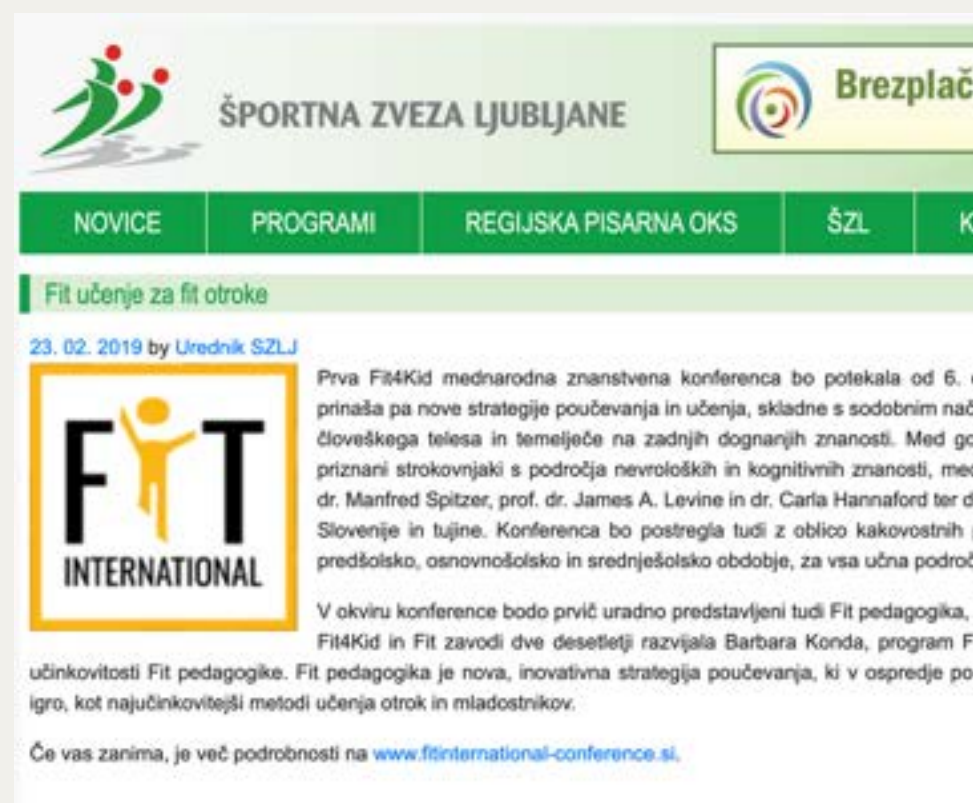 ŠPORTNA ZVEZA LJUBLJANE
Brezplač
NOVICE
PROGRAMI
REGIJSKA PISARNA OKS
ŠZL
K
Fit učenje za fit otroke
23. 02. 2019 by Urednik SZLJ
FIT
INTERNATIONAL
Prva Fit4Kid mednarodna znanstvena konferenca bo potekala od 6.
prinaša pa nove strategije poučevanja in učenja, skladne s sodobnim nač
človeškega telesa in temelječe na zadnjih dognanjih znanosti. Med go
priznani strokovnjaki s področja nevroloških in kognitivnih znanosti, med
dr. Manfred Spitzer, prof. dr. James A. Levine in dr. Carla Hannaford ter d
Slovenije in tujine. Konferenca bo postregla tudi z oblico kakovostnih
predšolsko, osnovnošolsko in srednješolsko obdobje, za vsa učna področ
V okviru konference bodo prvič uradno predstavljeni tudi Fit pedagogika,
Fit4Kid in Fit zavodi dve desetletji razvijala Barbara Konda, program F
učinkovitosti Fit pedagogike. Fit pedagogika je nova, inovativna strategija poučevanja, ki v ospredje po
igro, kot najučinkovitejši metodi učenja otrok in mladostnikov.
Če vas zanima, je več podrobnosti na www.fitinternational-conference.si.